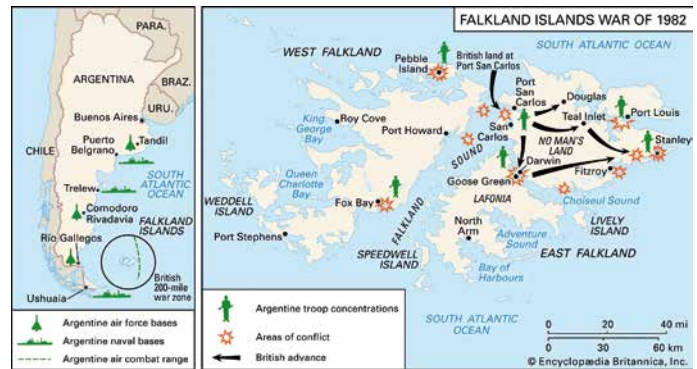 PARA.
ARGENTINA
BRAZ.
URU.
Buenos Aires
CHILE
Tandil
Puerto
Belgrano
SOUTH
ATLANTIC
OCEAN
Trelew
FALKLAND
ISLANDS
Comodoro
Rivadavia
Río Gallegos
British
200-mile
war zone
Ushuaia
Argentine air force bases
Argentine naval bases
Argentine air combat range
FALKLAND ISLANDS WAR OF 1982
WEST FALKLAND
Pebble
Island
British land at
Port San Carlos
SOUTH ATLANTIC OCEAN
Port
San
Carlos
Douglas
Teal Inlet
Port Louis
King
George
Bay
Roy Cove
Port Howard
San
Carlos
NO MAN'S
LAND
Stanley
SOUND
Darwin
Goose Green
Fitzroy
Queen
Charlotte
Bay
WEDDELL
ISLAND
Fox Bay
FALKLAND
LAFONIA
Choiseul Sound
Port Stephens
SPEEDWELL
ISLAND
North
Arm
Adventure
Sound
LIVELY
ISLAND
EAST FALKLAND
Bay of
Harbours
SOUTH
ATLANTIC
OCEAN
Argentine troop concentrations
Areas of conflict
British advance
0 20 40 mi
0 30 60 km
© Encyclopædia Britannica, Inc.